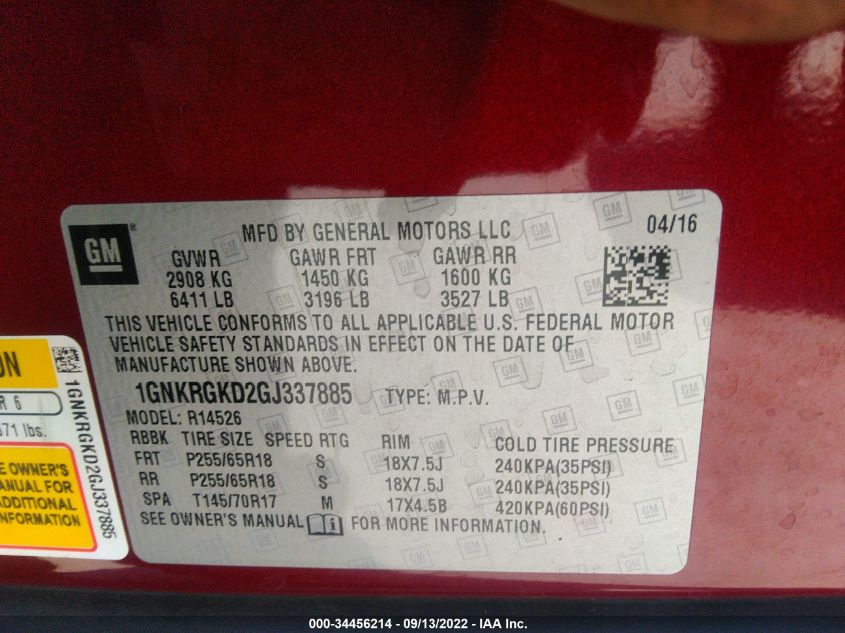 GM ®
MFD BY GENERAL MOTORS LLC 04/16
GVWR GAWR FRT GAWR RR
2908 KG 1450 KG 1600 KG
6411 LB 3196 LB 3527 LB
THIS VEHICLE CONFORMS TO ALL APPLICABLE U.S. FEDERAL MOTOR
VEHICLE SAFETY STANDARDS IN EFFECT ON THE DATE OF
MANUFACTURE SHOWN ABOVE.
1GNKRGKD2GJ337885 TYPE: M.P.V.
MODEL: R14526
RBBK TIRE SIZE SPEED RTG RIM COLD TIRE PRESSURE
FRT P255/65R18 S 18X7.5J 240KPA(35PSI)
RR P255/65R18 S 18X7.5J 240KPA(35PSI)
SPA T145/70R17 M 17X4.5B 420KPA(60PSI)
SEE OWNER'S MANUAL FOR MORE INFORMATION.
ON
R 6
371 lbs.
OWNER'S
MANUAL FOR
ADDITIONAL
INFORMATION
1GNKRGKD2GJ337885
000-34456214 - 09/13/2022 - IAA Inc.